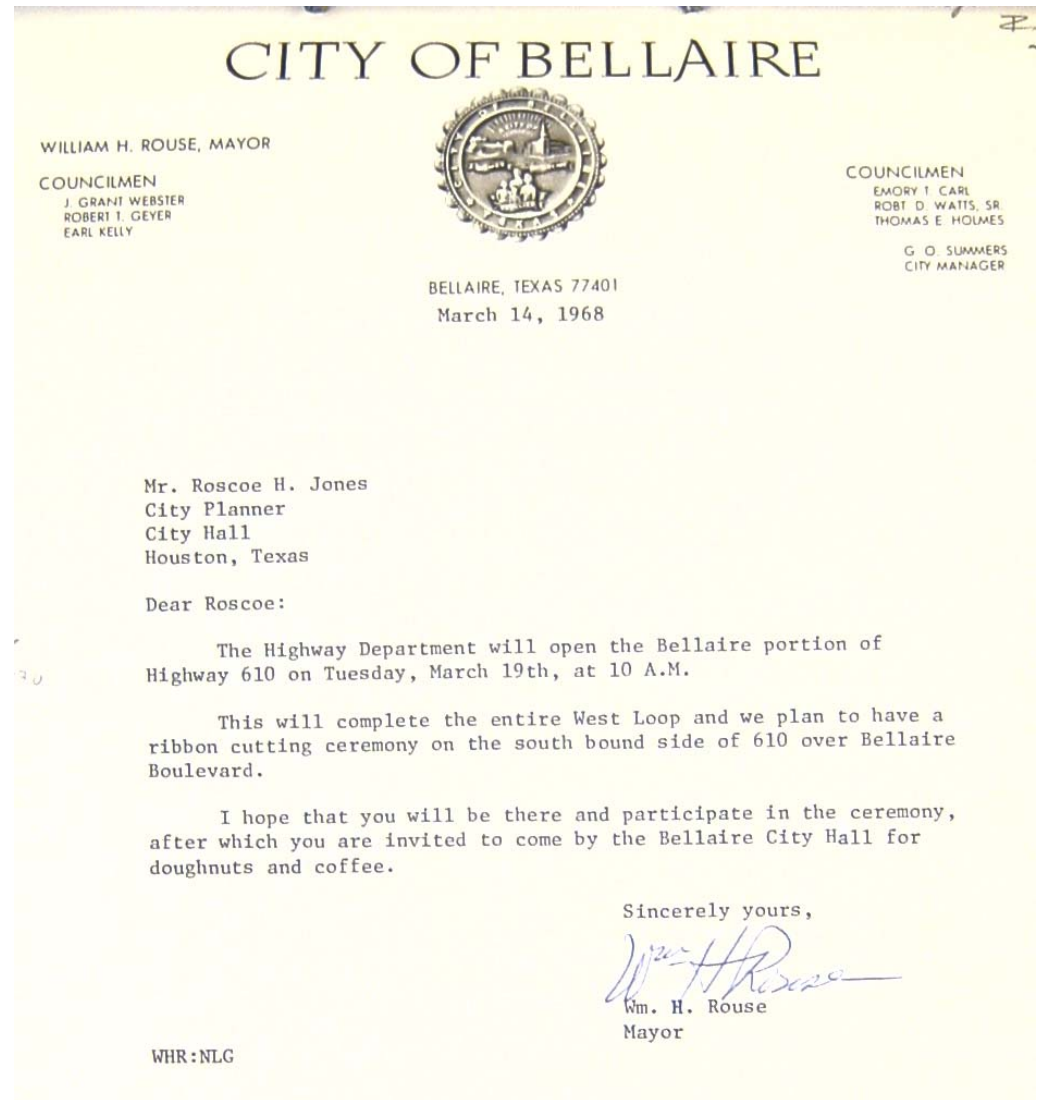 CITY OF BELLAIRE
WILLIAM H. ROUSE, MAYOR
COUNCILMEN
J. GRANT WEBSTER
ROBERT T. GEYER
EARL KELLY
CITY OF BELLAIRE
TEXAS
COUNCILMEN
EMORY T. CARL
ROBT D. WATTS, SR.
THOMAS E. HOLMES
G. O. SUMMERS
CITY MANAGER
BELLAIRE, TEXAS 77401
March 14, 1968
Mr. Roscoe H. Jones
City Planner
City Hall
Houston, Texas
Dear Roscoe:
The Highway Department will open the Bellaire portion of
Highway 610 on Tuesday, March 19th, at 10 A.M.
This will complete the entire West Loop and we plan to have a
ribbon cutting ceremony on the south bound side of 610 over Bellaire
Boulevard.
I hope that you will be there and participate in the ceremony,
after which you are invited to come by the Bellaire City Hall for
doughnuts and coffee.
Sincerely yours,
Wm H Rouse
Wm. H. Rouse
Mayor
WHR:NLG